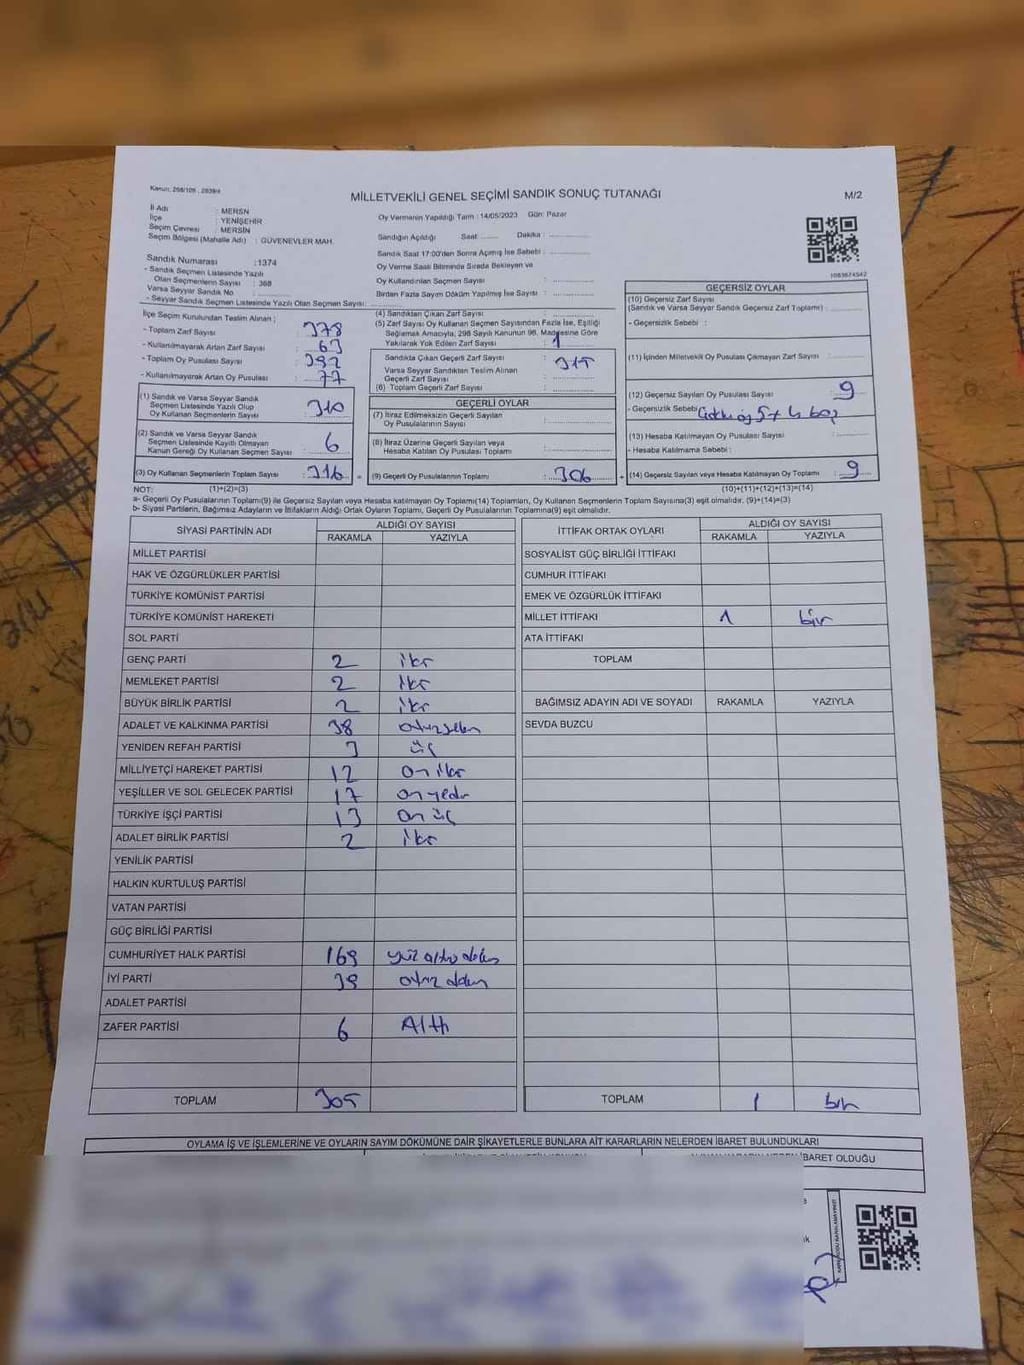 Kanun: 298/105 , 2839/4
MİLLETVEKİLİ GENEL SEÇİMİ SANDIK SONUÇ TUTANAĞI
M/2
İl Adı : MERSİN
İlçe : YENİŞEHİR
Seçim Çevresi : MERSİN
Seçim Bölgesi (Mahalle Adı) : GÜVENEVLER MAH.
Oy Vermenin Yapıldığı Tarih : 14/05/2023 Gün: Pazar
Sandığın Açıldığı Saat ....... Dakika : ...............
Sandık Saat 17:00'den Sonra Açılmış İse Sebebi : ...............
Oy Verme Saati Bitiminde Sırada Bekleyen ve
Oy Kullandırılan Seçmen Sayısı : ...............
Birden Fazla Sayım Döküm Yapılmış İse Sayısı : ...............
1083674542
Sandık Numarası :1374
- Sandık Seçmen Listesinde Yazılı
Olan Seçmenlerin Sayısı : 368
Varsa Seyyar Sandık No : ...............
- Seyyar Sandık Seçmen Listesinde Yazılı Olan Seçmen Sayısı: ...............
İlçe Seçim Kurulundan Teslim Alınan ;
- Toplam Zarf Sayısı : 378
- Kullanılmayarak Artan Zarf Sayısı : 63
- Toplam Oy Pusulası Sayısı : 392
- Kullanılmayarak Artan Oy Pusulası : 77
(1) Sandık ve Varsa Seyyar Sandık
Seçmen Listesinde Yazılı Olup
Oy Kullanan Seçmenlerin Sayısı : 310
(2) Sandık ve Varsa Seyyar Sandık
Seçmen Listesinde Kayıtlı Olmayan
Kanun Gereği Oy Kullanan Seçmen Sayısı : 6
(3) Oy Kullanan Seçmenlerin Toplam Sayısı : 316
(4) Sandıktan Çıkan Zarf Sayısı : ...............
(5) Zarf Sayısı Oy Kullanan Seçmen Sayısından Fazla İse, Eşitliği
Sağlamak Amacıyla, 298 Sayılı Kanunun 98. Maddesine Göre
Yakılarak Yok Edilen Zarf Sayısı : 1
Sandıkta Çıkan Geçerli Zarf Sayısı : 315
Varsa Seyyar Sandıktan Teslim Alınan
Geçerli Zarf Sayısı : ...............
(6) Toplam Geçerli Zarf Sayısı : ...............
GEÇERLİ OYLAR
(7) İtiraz Edilmeksizin Geçerli Sayılan
Oy Pusulasının Sayısı : ...............
(8) İtiraz Üzerine Geçerli Sayılan veya
Hesaba Katılan Oy Pusulası Toplamı : ...............
= (9) Geçerli Oy Pusulalarının Toplamı : 306
GEÇERSİZ OYLAR
(10) Geçersiz Zarf Sayısı
(Sandık ve Varsa Seyyar Sandık Geçersiz Zarf Toplamı) : ...............
- Geçersizlik Sebebi :
(11) İçinden Milletvekili Oy Pusulası Çıkmayan Zarf Sayısı : ...............
(12) Geçersiz Sayılan Oy Pusulası Sayısı : 9
- Geçersizlik Sebebi : 5 + 4 boş
(13) Hesaba Katılmayan Oy Pusulası Sayısı : ...............
- Hesaba Katılmama Sebebi :
+ (14) Geçersiz Sayılan veya Hesaba Katılmayan Oy Toplamı : 9
NOT: (1)+(2)=(3) (10)+(11)+(12)+(13)=(14)
a- Geçerli Oy Pusulalarının Toplamı(9) ile Geçersiz Sayılan veya Hesaba katılmayan Oy Toplamı(14) Toplamları, Oy Kullanan Seçmenlerin Toplam Sayısına(3) eşit olmalıdır. (9)+(14)=(3)
b- Siyasi Partilerin, Bağımsız Adayların ve İttifakların Aldığı Ortak Oyların Toplamı, Geçerli Oy Pusulalarının Toplamına(9) eşit olmalıdır.
SİYASİ PARTİNİN ADI ALDIĞI OY SAYISI
RAKAMLA YAZIYLA
MİLLET PARTİSİ
HAK VE ÖZGÜRLÜKLER PARTİSİ
TÜRKİYE KOMÜNİST PARTİSİ
TÜRKİYE KOMÜNİST HAREKETİ
SOL PARTİ
GENÇ PARTİ 2 iki
MEMLEKET PARTİSİ 2 iki
BÜYÜK BİRLİK PARTİSİ 2 iki
ADALET VE KALKINMA PARTİSİ 38 otuzsekiz
YENİDEN REFAH PARTİSİ 3 üç
MİLLİYETÇİ HAREKET PARTİSİ 12 on iki
YEŞİLLER VE SOL GELECEK PARTİSİ 17 on yedi
TÜRKİYE İŞÇİ PARTİSİ 13 on üç
ADALET BİRLİK PARTİSİ 2 iki
YENİLİK PARTİSİ
HALKIN KURTULUŞ PARTİSİ
VATAN PARTİSİ
GÜÇ BİRLİĞİ PARTİSİ
CUMHURİYET HALK PARTİSİ 169 yüz altmış dokuz
İYİ PARTİ 39 otuz dokuz
ADALET PARTİSİ
ZAFER PARTİSİ 6 Altı
TOPLAM 305
İTTİFAK ORTAK OYLARI ALDIĞI OY SAYISI
RAKAMLA YAZIYLA
SOSYALİST GÜÇ BİRLİĞİ İTTİFAKI
CUMHUR İTTİFAKI
EMEK VE ÖZGÜRLÜK İTTİFAKI
MİLLET İTTİFAKI 1 bir
ATA İTTİFAKI
TOPLAM
BAĞIMSIZ ADAYIN ADI VE SOYADI RAKAMLA YAZIYLA
SEVDA BUZCU
TOPLAM 1 bir
OYLAMA İŞ VE İŞLEMLERİNE VE OYLARIN SAYIM DÖKÜMÜNE DAİR ŞİKAYETLERLE BUNLARA AİT KARARLARIN NELERDEN İBARET BULUNDUKLARI
İBARET OLDUĞU